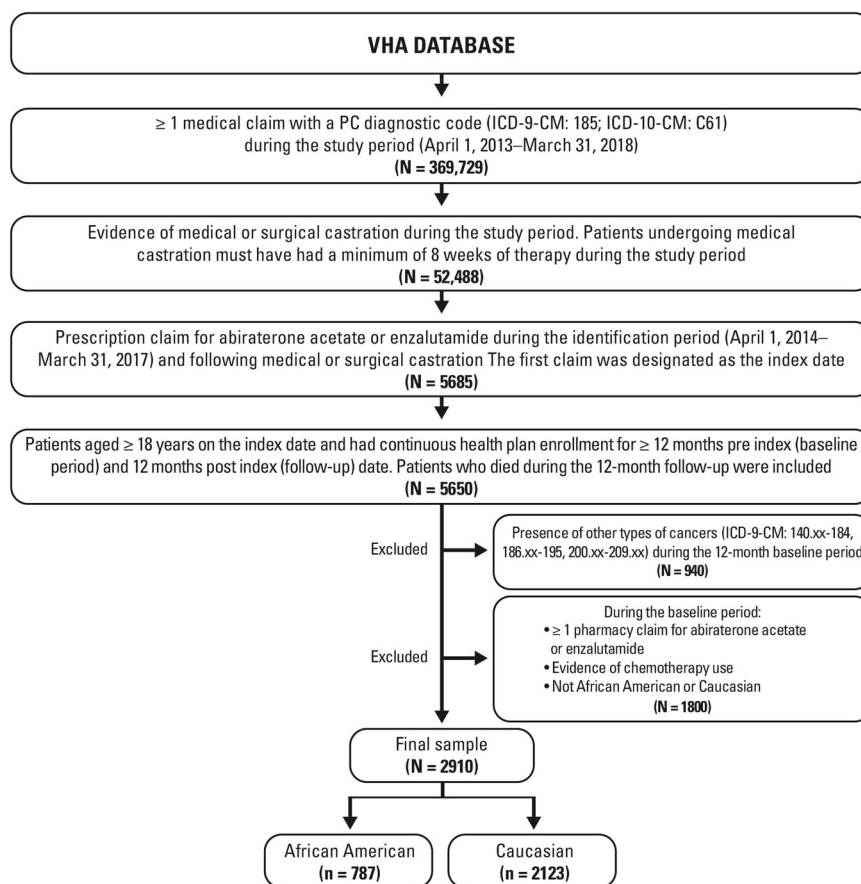 VHA DATABASE
≥ 1 medical claim with a PC diagnostic code (ICD-9-CM: 185; ICD-10-CM: C61)
during the study period (April 1, 2013–March 31, 2018)
(N = 369,729)
Evidence of medical or surgical castration during the study period. Patients undergoing medical
castration must have had a minimum of 8 weeks of therapy during the study period
(N = 52,488)
Prescription claim for abiraterone acetate or enzalutamide during the identification period (April 1, 2014–
March 31, 2017) and following medical or surgical castration The first claim was designated as the index date
(N = 5685)
Patients aged ≥ 18 years on the index date and had continuous health plan enrollment for ≥ 12 months pre index (baseline
period) and 12 months post index (follow-up) date. Patients who died during the 12-month follow-up were included
(N = 5650)
Excluded
Presence of other types of cancers (ICD-9-CM: 140.xx-184,
186.xx-195, 200.xx-209.xx) during the 12-month baseline period
(N = 940)
Excluded
During the baseline period:
• ≥ 1 pharmacy claim for abiraterone acetate
or enzalutamide
• Evidence of chemotherapy use
• Not African American or Caucasian
(N = 1800)
Final sample
(N = 2910)
African American
(n = 787)
Caucasian
(n = 2123)